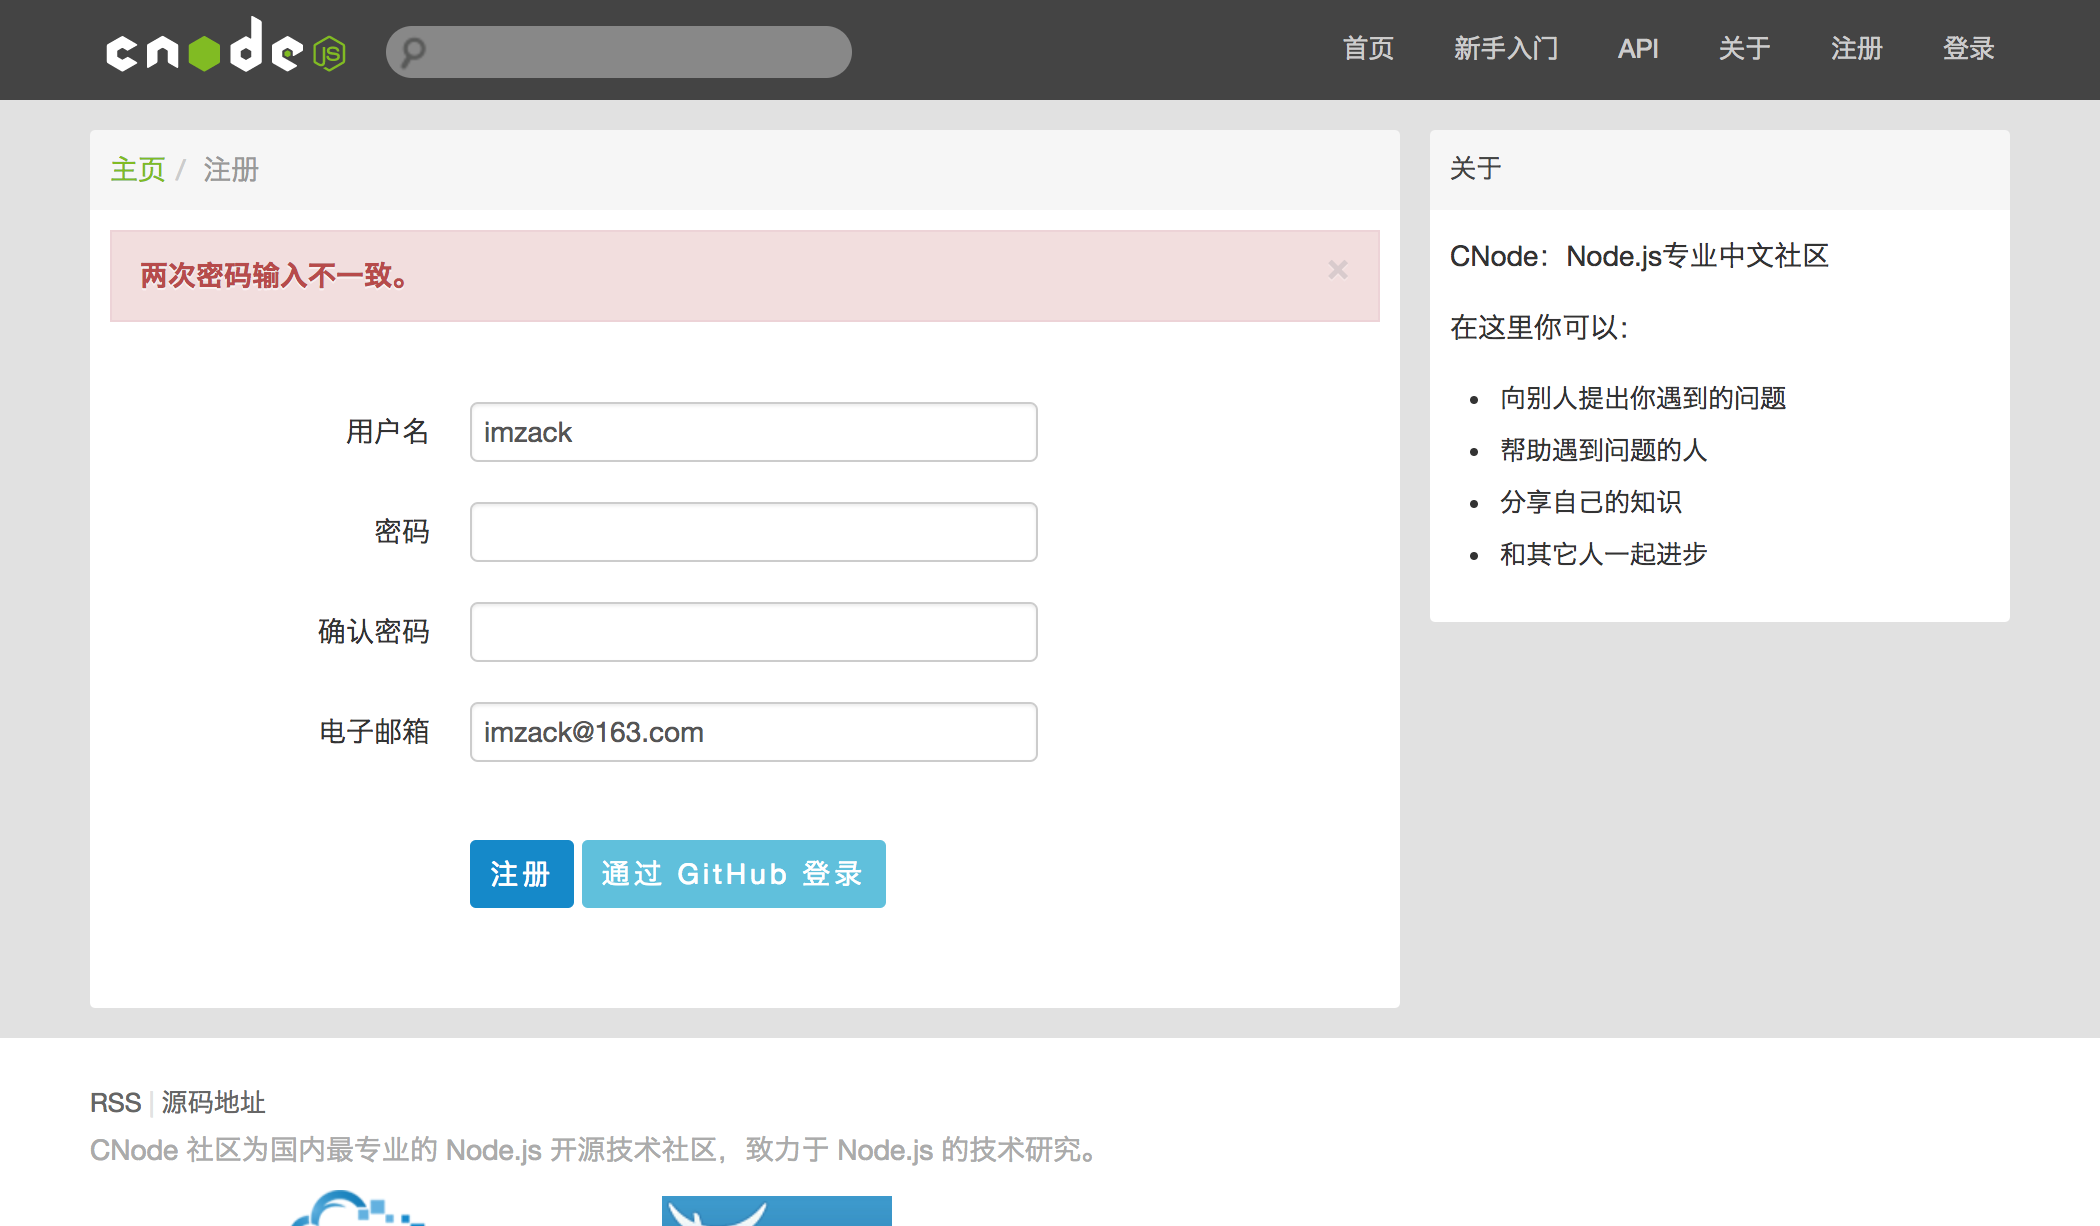 cnode JS
首页 新手入门 API 关于 注册 登录
主页 / 注册
两次密码输入不一致。 ×
用户名 imzack
密码
确认密码
电子邮箱 imzack@163.com
注册 通过 GitHub 登录
关于
CNode：Node.js专业中文社区
在这里你可以：
• 向别人提出你遇到的问题
• 帮助遇到问题的人
• 分享自己的知识
• 和其它人一起进步
RSS | 源码地址
CNode 社区为国内最专业的 Node.js 开源技术社区，致力于 Node.js 的技术研究。